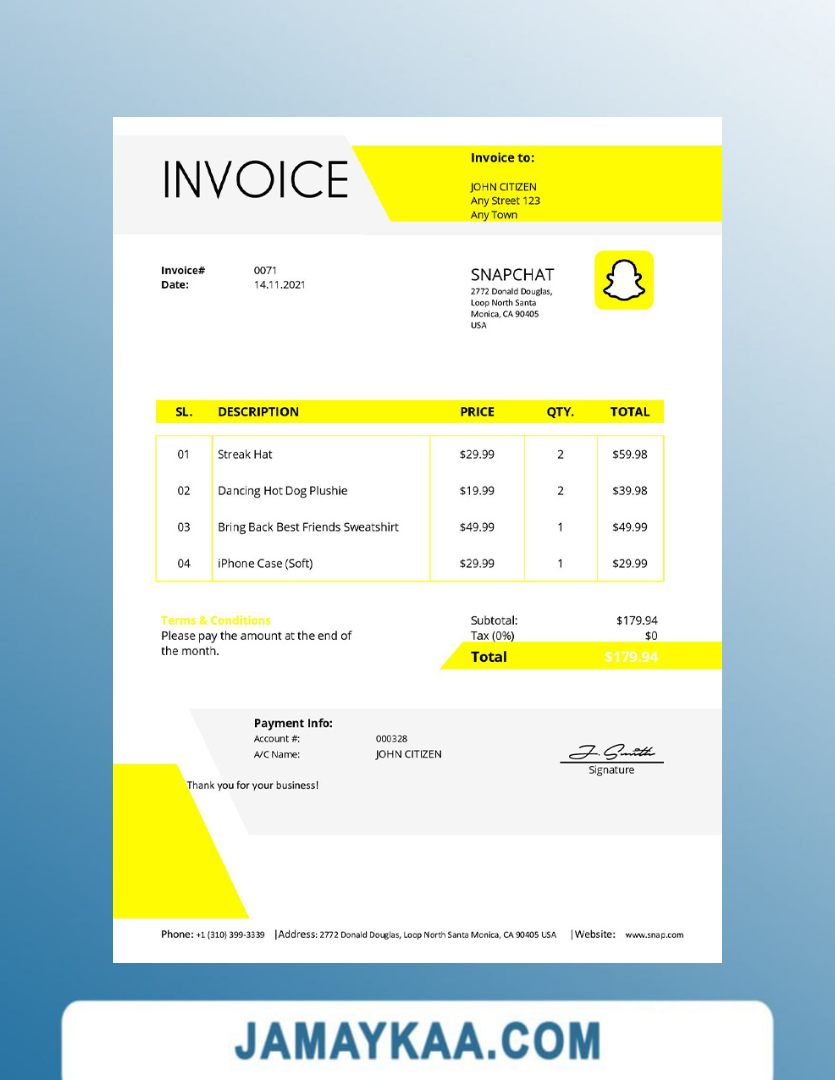 INVOICE
Invoice to:
JOHN CITIZEN
Any Street 123
Any Town
Invoice# 0071
Date: 14.11.2021
SNAPCHAT
2772 Donald Douglas,
Loop North Santa
Monica, CA 90405
USA
SL. DESCRIPTION PRICE QTY. TOTAL
01 Streak Hat $29.99 2 $59.98
02 Dancing Hot Dog Plushie $19.99 2 $39.98
03 Bring Back Best Friends Sweatshirt $49.99 1 $49.99
04 iPhone Case (Soft) $29.99 1 $29.99
Terms & Conditions
Please pay the amount at the end of
the month.
Subtotal: $179.94
Tax (0%) $0
Total $179.94
Payment Info:
Account #: 000328
A/C Name: JOHN CITIZEN
J. Smith
Signature
Thank you for your business!
Phone: +1 (310) 399-3339 |Address: 2772 Donald Douglas, Loop North Santa Monica, CA 90405 USA |Website: www.snap.com
JAMAYKAA.COM